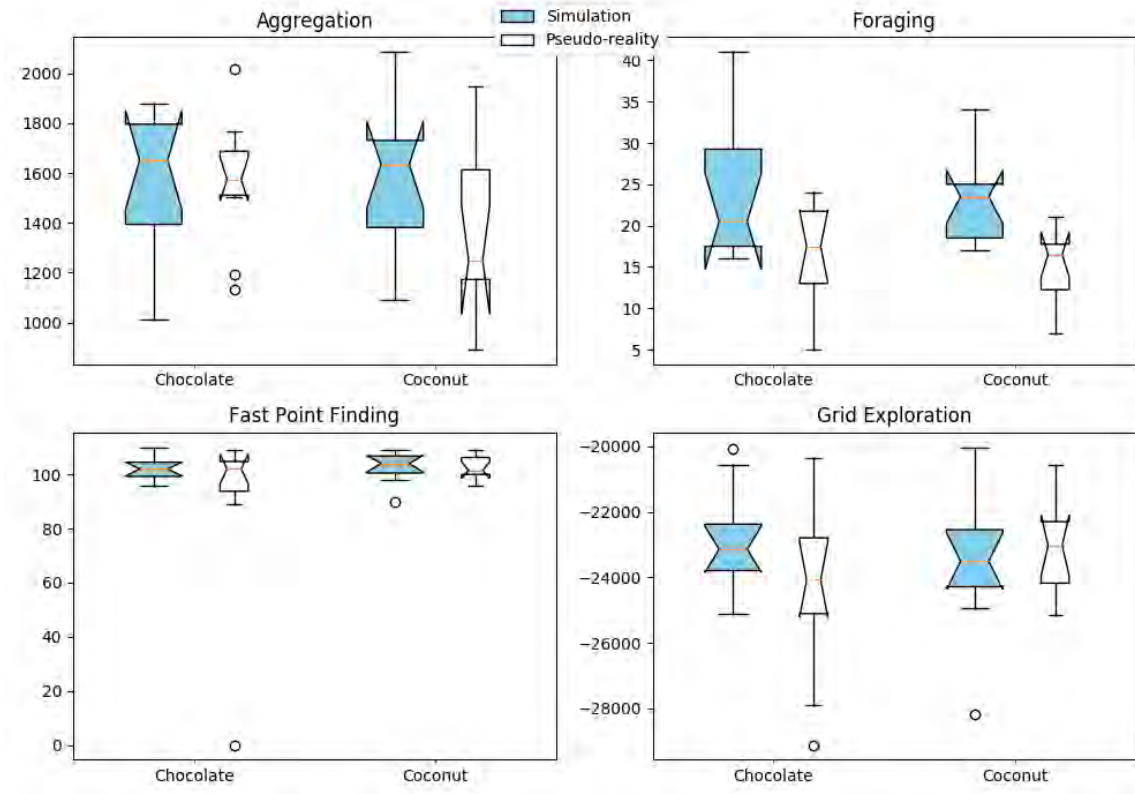 Aggregation
Simulation
Pseudo-reality
Foraging
2000
1800
1600
1400
1200
1000
Chocolate
Coconut
40
35
30
25
20
15
10
5
Chocolate
Coconut
Fast Point Finding
100
80
60
40
20
0
Chocolate
Coconut
Grid Exploration
−20000
−22000
−24000
−26000
−28000
Chocolate
Coconut